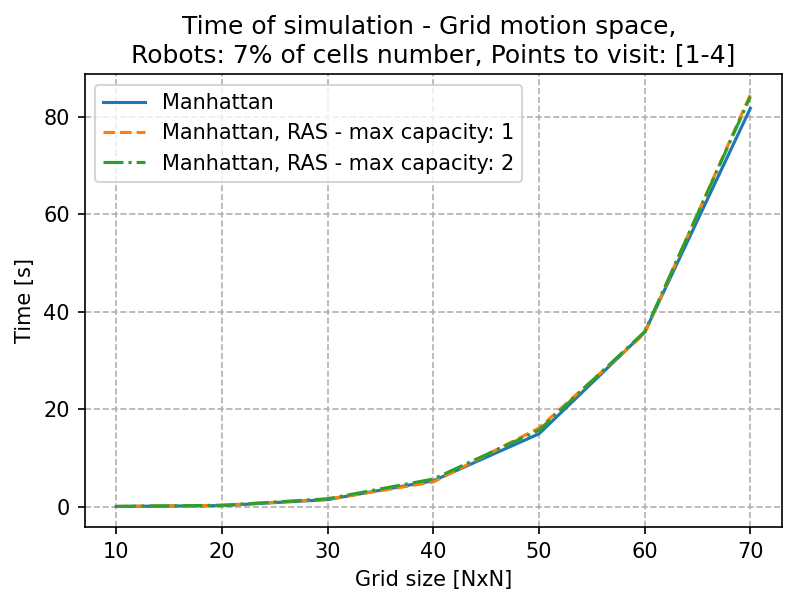 Time of simulation - Grid motion space,
Robots: 7% of cells number, Points to visit: [1-4]
Manhattan
Manhattan, RAS - max capacity: 1
Manhattan, RAS - max capacity: 2
Time [s]
80
60
40
20
0
10 20 30 40 50 60 70
Grid size [NxN]